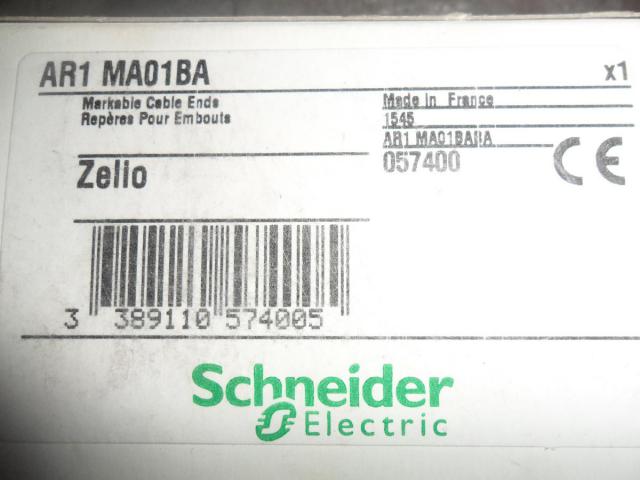 AR1 MA01BA
x1
Markable Cable Ends
Repères Pour Embouts
Made in France
1545
AR1 MA01BABA
057400
CE
Zelio
3 389110 574005
Schneider
Electric